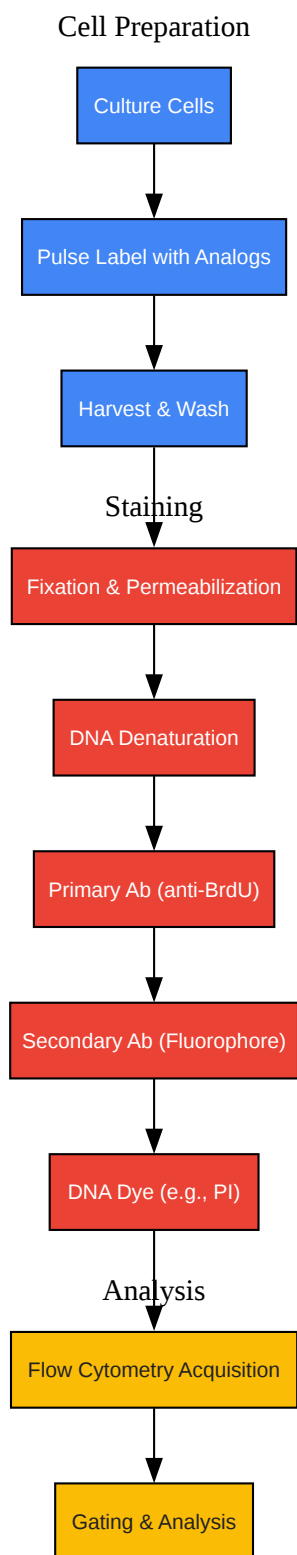 Cell Preparation
Culture Cells
Pulse Label with Analogs
Harvest & Wash
Staining
Fixation & Permeabilization
DNA Denaturation
Primary Ab (anti-BrdU)
Secondary Ab (Fluorophore)
DNA Dye (e.g., PI)
Analysis
Flow Cytometry Acquisition
Gating & Analysis